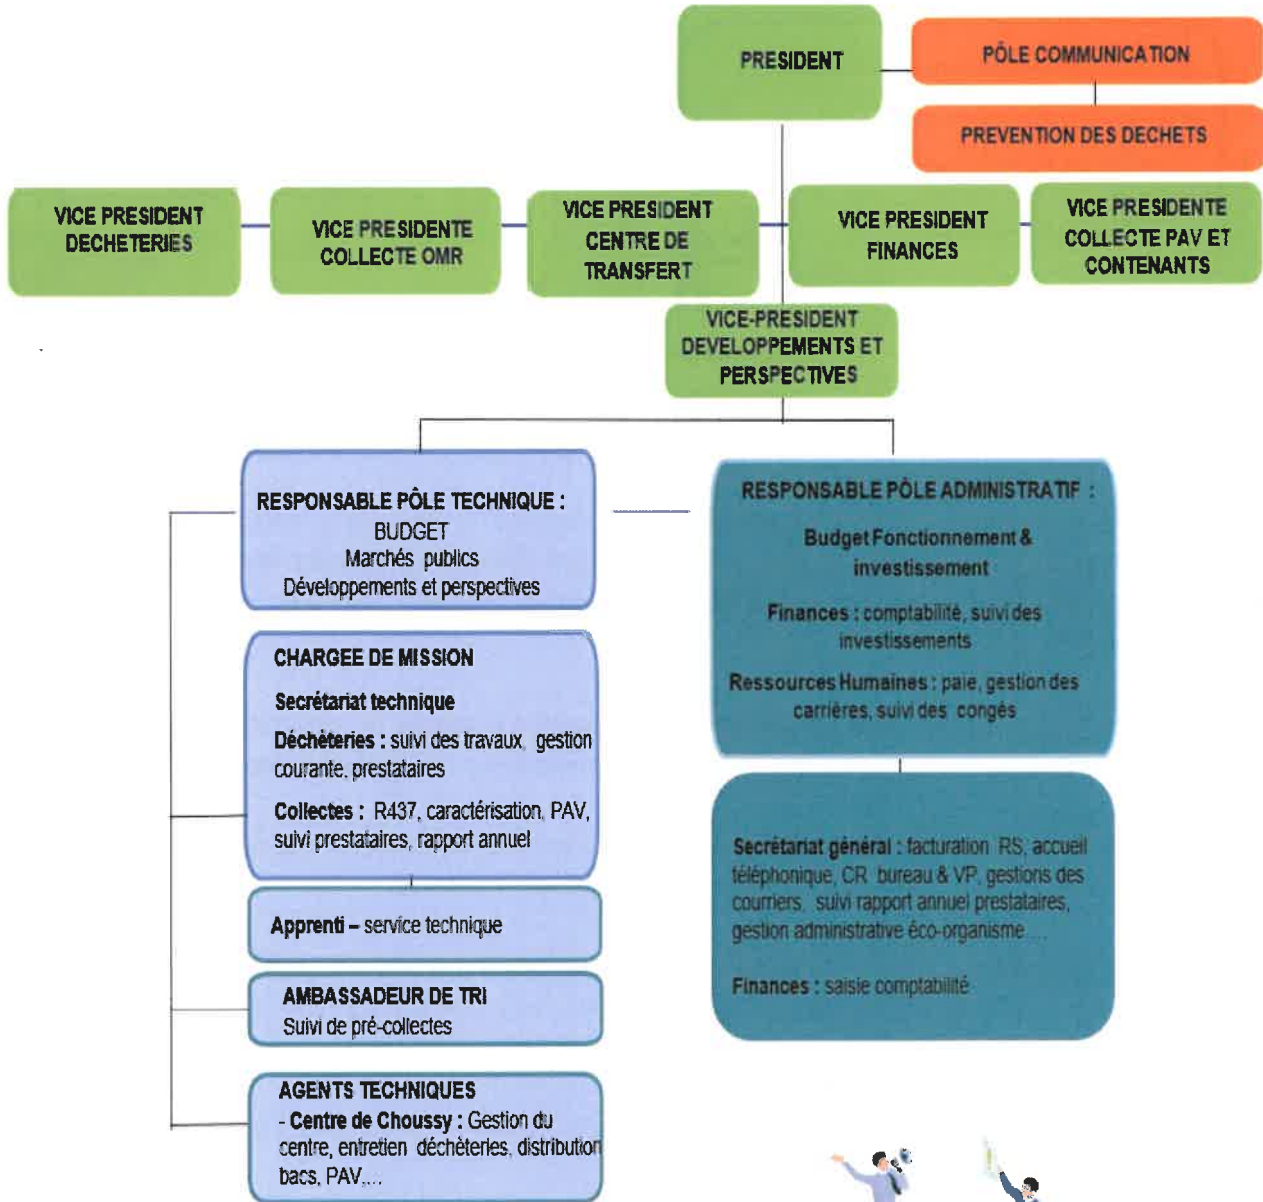 PRESIDENT
PÔLE COMMUNICATION
PREVENTION DES DECHETS
VICE PRESIDENT
DECHETERIES
VICE PRESIDENTE
COLLECTE OMR
VICE PRESIDENT
CENTRE DE
TRANSFERT
VICE PRESIDENT
FINANCES
VICE PRESIDENTE
COLLECTE PAV ET
CONTENANTS
VICE-PRESIDENT
DEVELOPPEMENTS ET
PERSPECTIVES
RESPONSABLE PÔLE TECHNIQUE :
BUDGET
Marchés publics
Développements et perspectives
CHARGEE DE MISSION
Secrétariat technique
Déchèteries : suivi des travaux, gestion
courante, prestataires
Collectes : R437, caractérisation, PAV,
suivi prestataires, rapport annuel
Apprenti – service technique
AMBASSADEUR DE TRI
Suivi de pré-collectes
AGENTS TECHNIQUES
- Centre de Choussy : Gestion du
centre, entretien déchèteries, distribution
bacs, PAV,...
RESPONSABLE PÔLE ADMINISTRATIF :
Budget Fonctionnement &
investissement
Finances : comptabilité, suivi des
investissements
Ressources Humaines : paie, gestion des
carrières, suivi des congés
Secrétariat général : facturation RS, accueil
téléphonique, CR bureau & VP, gestions des
courriers, suivi rapport annuel prestataires,
gestion administrative éco-organisme....
Finances : saisie comptabilité